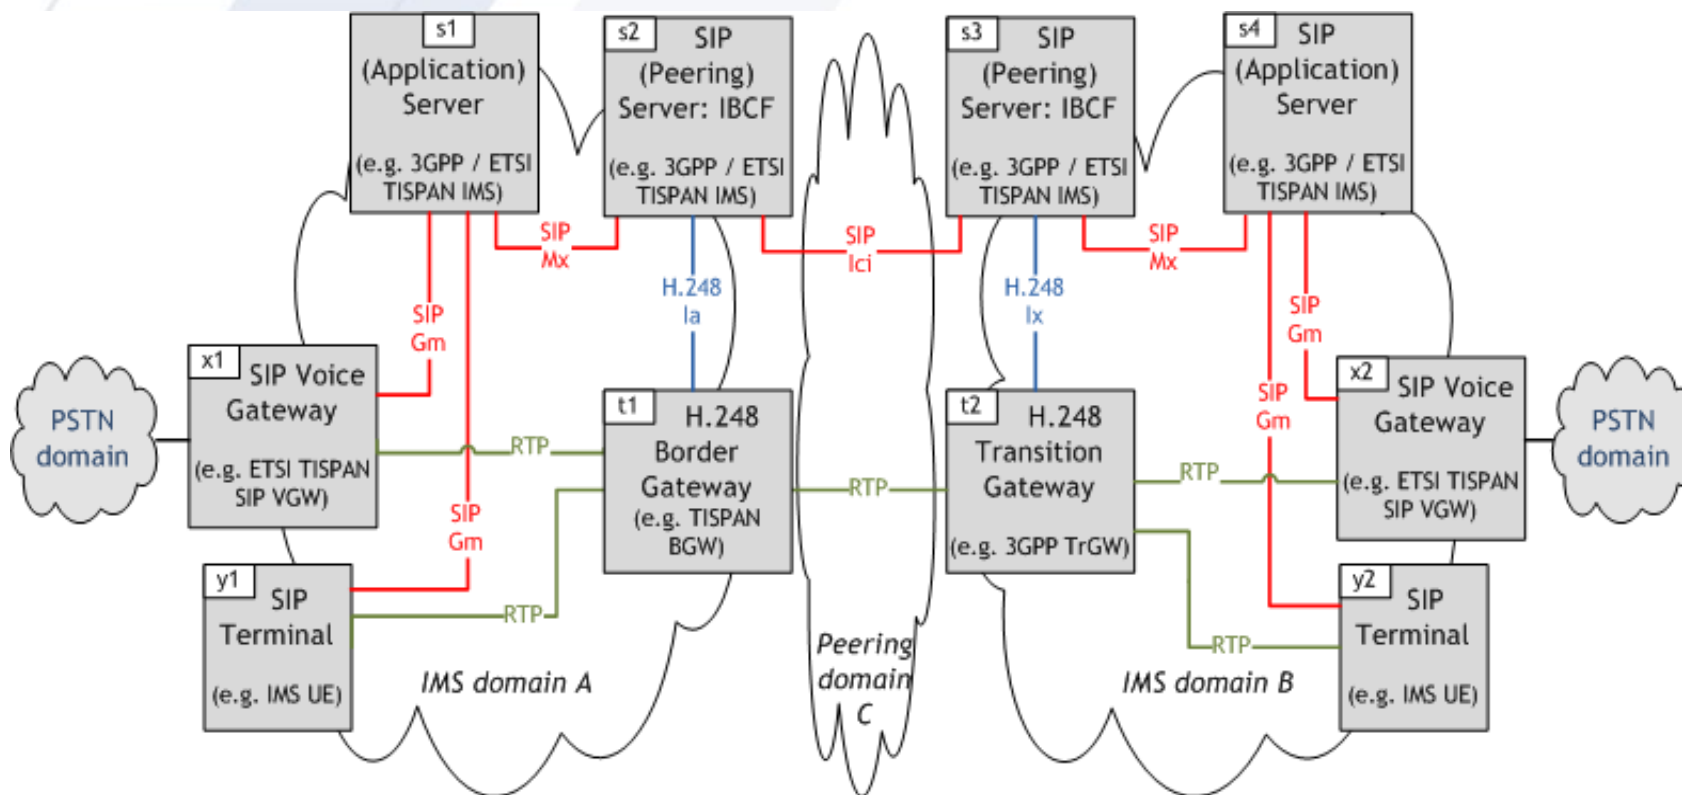 s1
(Application)
Server
(e.g. 3GPP / ETSI
TISPAN IMS)
s2
SIP
(Peering)
Server: IBCF
(e.g. 3GPP / ETSI
TISPAN IMS)
s3
SIP
(Peering)
Server: IBCF
(e.g. 3GPP / ETSI
TISPAN IMS)
s4
SIP
(Application)
Server
(e.g. 3GPP / ETSI
TISPAN IMS)
SIP
Mx
SIP
Ici
SIP
Mx
H.248
Ia
H.248
Ix
SIP
Gm
SIP
Gm
PSTN
domain
x1
SIP Voice
Gateway
(e.g. ETSI TISPAN
SIP VGW)
RTP
t1
H.248
Border
Gateway
(e.g. TISPAN
BGW)
RTP
t2
H.248
Transition
Gateway
(e.g. 3GPP TrGW)
RTP
SIP
Gm
x2
SIP Voice
Gateway
(e.g. ETSI TISPAN
SIP VGW)
PSTN
domain
SIP
Gm
y1
SIP
Terminal
(e.g. IMS UE)
RTP
IMS domain A
Peering
domain
C
RTP
IMS domain B
y2
SIP
Terminal
(e.g. IMS UE)